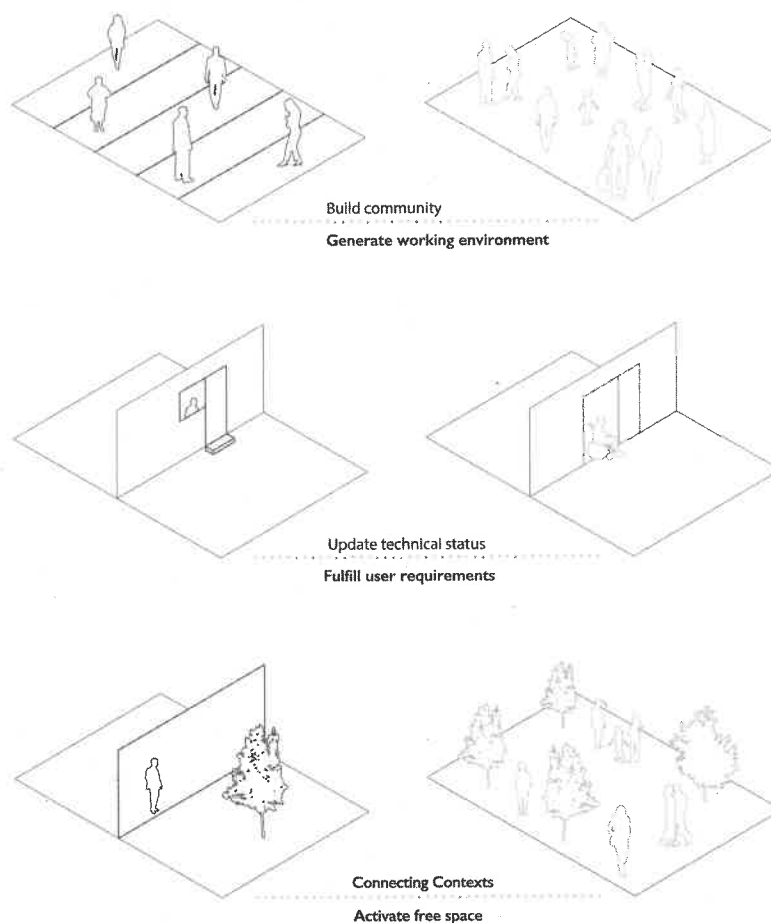 Build community
Generate working environment
Update technical status
Fulfill user requirements
Connecting Contexts
Activate free space